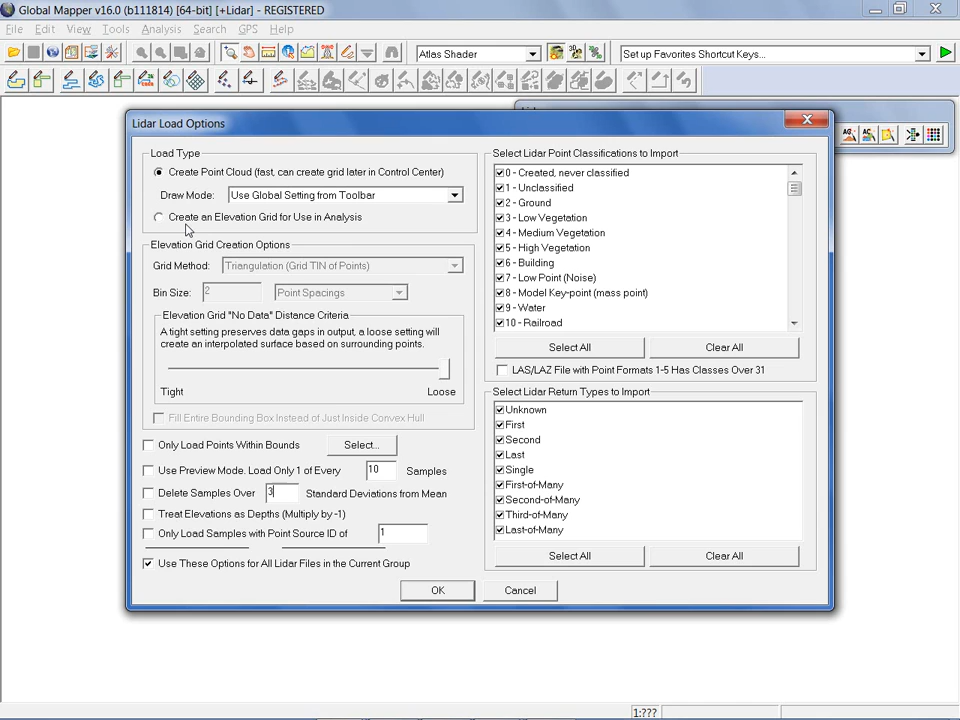 Global Mapper v16.0 (b111814) [64-bit] [+Lidar] - REGISTERED
File Edit View Tools Analysis Search GPS Help
Atlas Shader
Set up Favorites Shortcut Keys...
Lidar Load Options
Load Type
Create Point Cloud (fast, can create grid later in Control Center)
Draw Mode: Use Global Setting from Toolbar
Create an Elevation Grid for Use in Analysis
Elevation Grid Creation Options
Grid Method: Triangulation (Grid TIN of Points)
Bin Size: 2 Point Spacings
Elevation Grid "No Data" Distance Criteria
A tight setting preserves data gaps in output, a loose setting will
create an interpolated surface based on surrounding points.
Tight Loose
Fill Entire Bounding Box Instead of Just Inside Convex Hull
Only Load Points Within Bounds Select...
Use Preview Mode. Load Only 1 of Every 10 Samples
Delete Samples Over 3 Standard Deviations from Mean
Treat Elevations as Depths (Multiply by -1)
Only Load Samples with Point Source ID of 1
Use These Options for All Lidar Files in the Current Group
Select Lidar Point Classifications to Import
0 - Created, never classified
1 - Unclassified
2 - Ground
3 - Low Vegetation
4 - Medium Vegetation
5 - High Vegetation
6 - Building
7 - Low Point (Noise)
8 - Model Key-point (mass point)
9 - Water
10 - Railroad
Select All Clear All
LAS/LAZ File with Point Formats 1-5 Has Classes Over 31
Select Lidar Return Types to Import
Unknown
First
Second
Last
Single
First-of-Many
Second-of-Many
Third-of-Many
Last-of-Many
Select All Clear All
OK Cancel
1:???